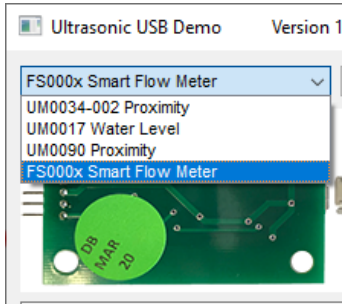 Ultrasonic USB Demo Version 1
FS000x Smart Flow Meter
UM0034-002 Proximity
UM0017 Water Level
UM0090 Proximity
FS000x Smart Flow Meter
DB
MAR
20